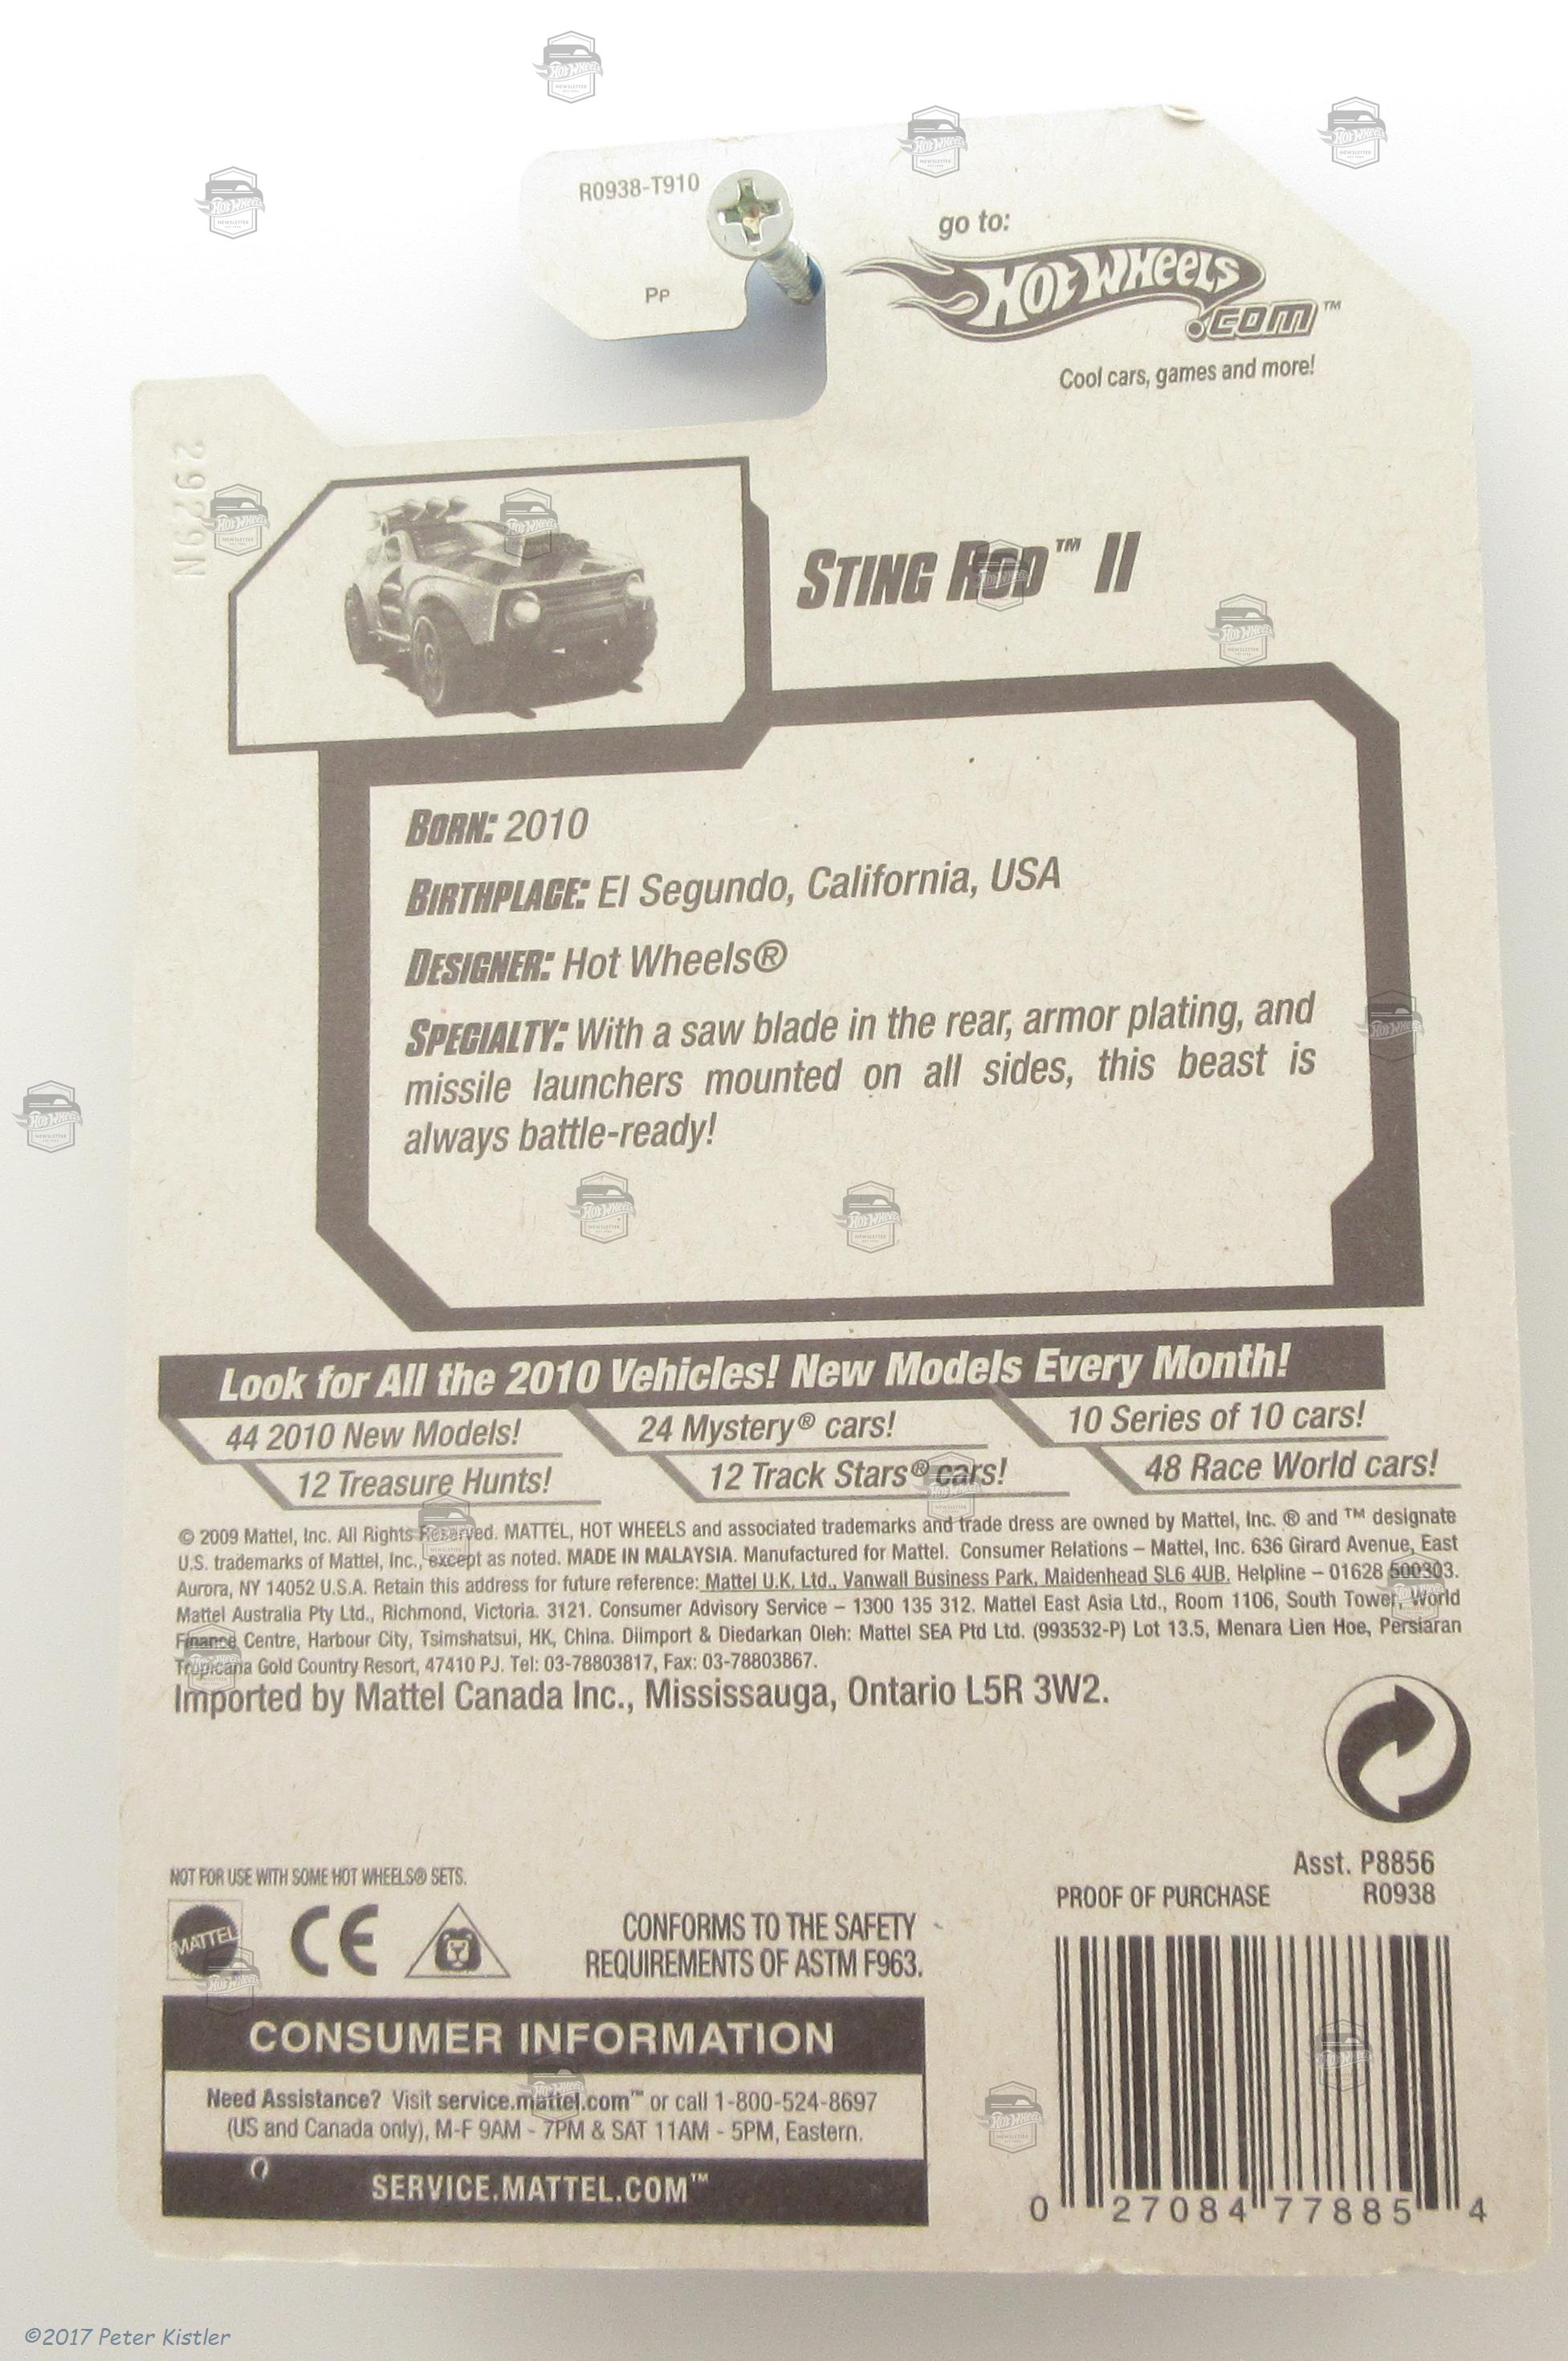 R0938-T910
Pp
go to:
Hot Wheels
.com™
Cool cars, games and more!
2979N
Sting Rod™ II
Born: 2010
Birthplace: El Segundo, California, USA
Designer: Hot Wheels®
Specialty: With a saw blade in the rear, armor plating, and
missile launchers mounted on all sides, this beast is
always battle-ready!
Look for All the 2010 Vehicles! New Models Every Month!
44 2010 New Models!
24 Mystery® cars!
10 Series of 10 cars!
12 Treasure Hunts!
12 Track Stars® cars!
48 Race World cars!
© 2009 Mattel, Inc. All Rights Reserved. MATTEL, HOT WHEELS and associated trademarks and trade dress are owned by Mattel, Inc. ® and ™ designate
U.S. trademarks of Mattel, Inc., except as noted. MADE IN MALAYSIA. Manufactured for Mattel. Consumer Relations – Mattel, Inc. 636 Girard Avenue, East
Aurora, NY 14052 U.S.A. Retain this address for future reference: Mattel U.K. Ltd., Vanwall Business Park, Maidenhead SL6 4UB. Helpline – 01628 500303.
Mattel Australia Pty Ltd., Richmond, Victoria. 3121. Consumer Advisory Service – 1300 135 312. Mattel East Asia Ltd., Room 1106, South Tower, World
Finance Centre, Harbour City, Tsimshatsui, HK, China. Diimport & Diedarkan Oleh: Mattel SEA Ptd Ltd. (993532-P) Lot 13.5, Menara Lien Hoe, Persiaran
Tropicana Gold Country Resort, 47410 PJ. Tel: 03-78803817, Fax: 03-78803867.
Imported by Mattel Canada Inc., Mississauga, Ontario L5R 3W2.
NOT FOR USE WITH SOME HOT WHEELS® SETS.
Asst. P8856
PROOF OF PURCHASE R0938
MATTEL
CE
CONFORMS TO THE SAFETY
REQUIREMENTS OF ASTM F963.
CONSUMER INFORMATION
Need Assistance? Visit service.mattel.com™ or call 1-800-524-8697
(US and Canada only), M-F 9AM - 7PM & SAT 11AM - 5PM, Eastern.
SERVICE.MATTEL.COM™
0 27084 77885 4
©2017 Peter Kistler